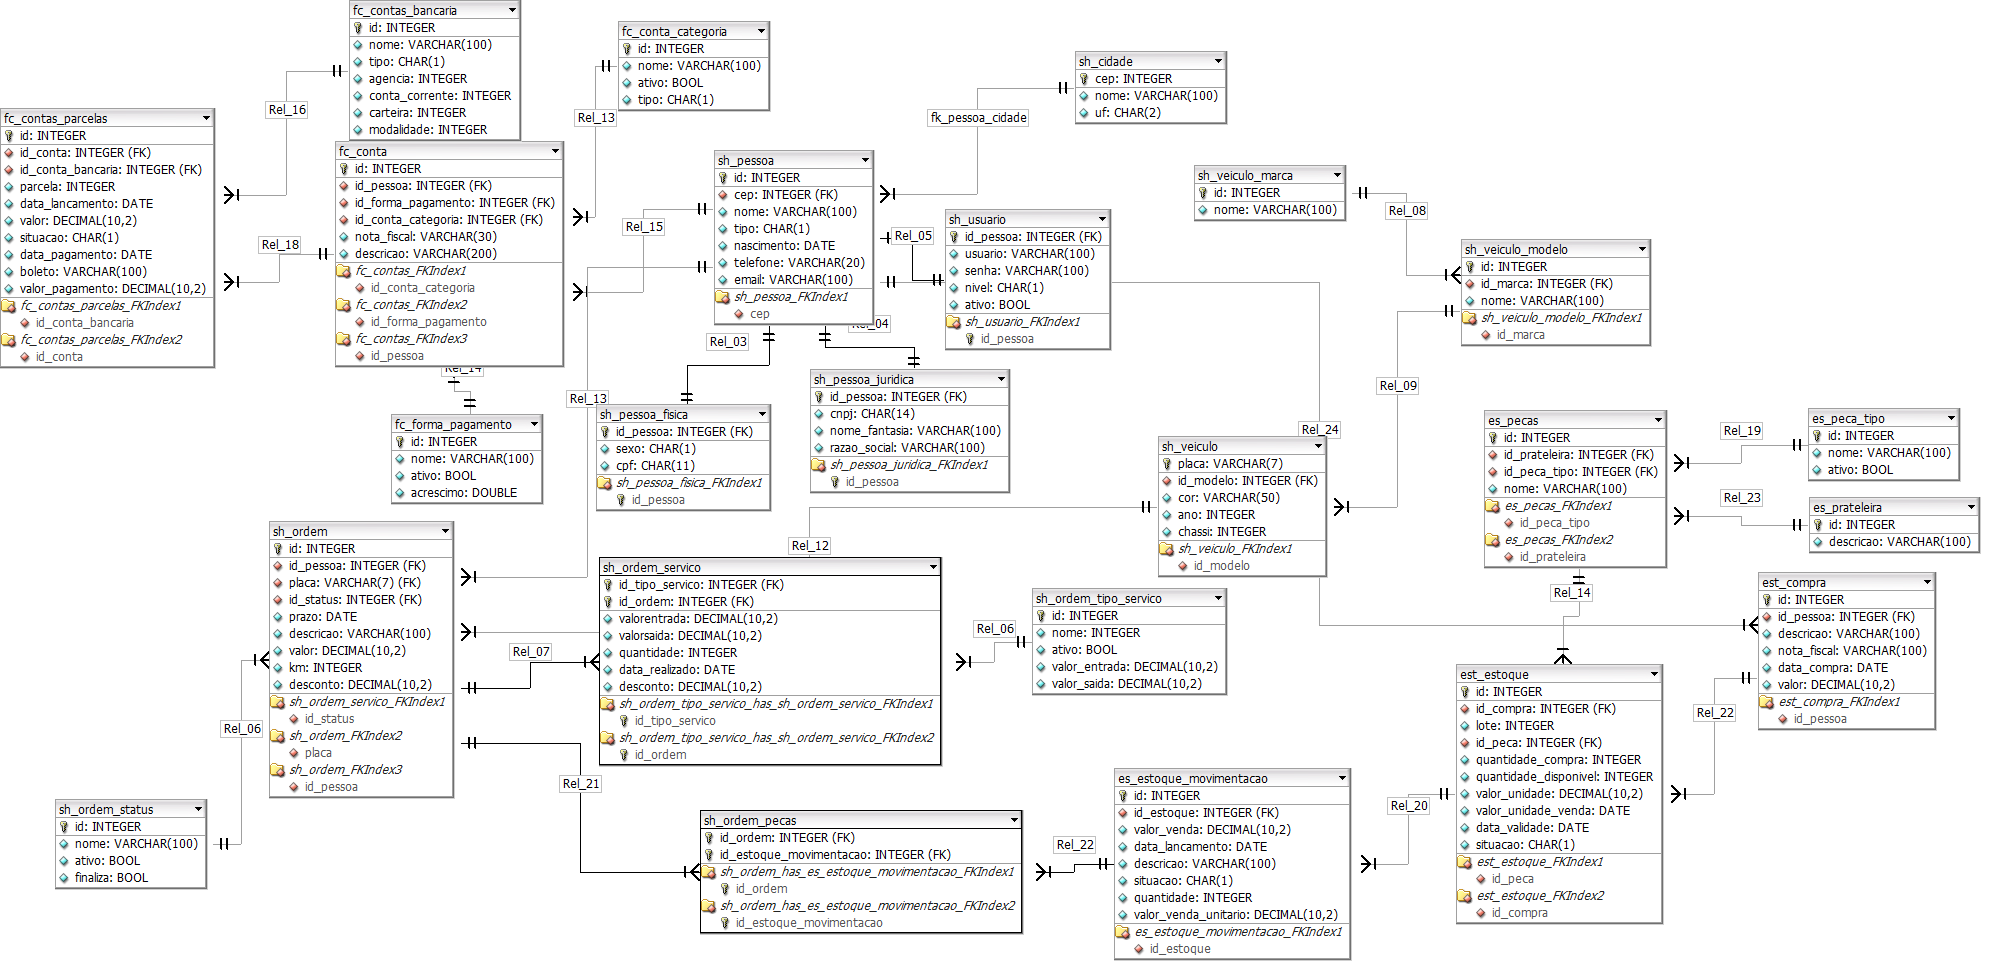 fc_contas_bancaria
id: INTEGER
nome: VARCHAR(100)
tipo: CHAR(1)
agencia: INTEGER
conta_corrente: INTEGER
carteira: INTEGER
modalidade: INTEGER
fc_conta_categoria
id: INTEGER
nome: VARCHAR(100)
ativo: BOOL
tipo: CHAR(1)
sh_cidade
cep: INTEGER
nome: VARCHAR(100)
uf: CHAR(2)
Rel_16
Rel_13
fk_pessoa_cidade
fc_contas_parcelas
id: INTEGER
id_conta: INTEGER (FK)
id_conta_bancaria: INTEGER (FK)
parcela: INTEGER
data_lancamento: DATE
valor: DECIMAL(10,2)
situacao: CHAR(1)
data_pagamento: DATE
boleto: VARCHAR(100)
valor_pagamento: DECIMAL(10,2)
fc_contas_parcelas_FKIndex1
id_conta_bancaria
fc_contas_parcelas_FKIndex2
id_conta
Rel_18
fc_conta
id: INTEGER
id_pessoa: INTEGER (FK)
id_forma_pagamento: INTEGER (FK)
id_conta_categoria: INTEGER (FK)
nota_fiscal: VARCHAR(30)
descricao: VARCHAR(200)
fc_contas_FKIndex1
id_conta_categoria
fc_contas_FKIndex2
id_forma_pagamento
fc_contas_FKIndex3
id_pessoa
Rel_15
sh_pessoa
id: INTEGER
cep: INTEGER (FK)
nome: VARCHAR(100)
tipo: CHAR(1)
nascimento: DATE
telefone: VARCHAR(20)
email: VARCHAR(100)
sh_pessoa_FKIndex1
cep
Rel_05
sh_usuario
id_pessoa: INTEGER (FK)
usuario: VARCHAR(100)
senha: VARCHAR(100)
nivel: CHAR(1)
ativo: BOOL
sh_usuario_FKIndex1
id_pessoa
sh_veiculo_marca
id: INTEGER
nome: VARCHAR(100)
Rel_08
sh_veiculo_modelo
id: INTEGER
id_marca: INTEGER (FK)
nome: VARCHAR(100)
sh_veiculo_modelo_FKIndex1
id_marca
Rel_03
Rel_04
Rel_14
Rel_13
Rel_09
Rel_24
fc_forma_pagamento
id: INTEGER
nome: VARCHAR(100)
ativo: BOOL
acrescimo: DOUBLE
sh_pessoa_fisica
id_pessoa: INTEGER (FK)
sexo: CHAR(1)
cpf: CHAR(11)
sh_pessoa_fisica_FKIndex1
id_pessoa
sh_pessoa_juridica
id_pessoa: INTEGER (FK)
cnpj: CHAR(14)
nome_fantasia: VARCHAR(100)
razao_social: VARCHAR(100)
sh_pessoa_juridica_FKIndex1
id_pessoa
sh_veiculo
placa: VARCHAR(7)
id_modelo: INTEGER (FK)
cor: VARCHAR(50)
ano: INTEGER
chassi: INTEGER
sh_veiculo_FKIndex1
id_modelo
es_pecas
id: INTEGER
id_prateleira: INTEGER (FK)
id_peca_tipo: INTEGER (FK)
nome: VARCHAR(100)
es_pecas_FKIndex1
id_peca_tipo
es_pecas_FKIndex2
id_prateleira
Rel_19
es_peca_tipo
id: INTEGER
nome: VARCHAR(100)
ativo: BOOL
Rel_23
es_prateleira
id: INTEGER
descricao: VARCHAR(100)
Rel_12
Rel_14
sh_ordem
id: INTEGER
id_pessoa: INTEGER (FK)
placa: VARCHAR(7) (FK)
id_status: INTEGER (FK)
prazo: DATE
descricao: VARCHAR(100)
valor: DECIMAL(10,2)
km: INTEGER
desconto: DECIMAL(10,2)
sh_ordem_servico_FKIndex1
id_status
sh_ordem_FKIndex2
placa
sh_ordem_FKIndex3
id_pessoa
Rel_07
sh_ordem_servico
id_tipo_servico: INTEGER (FK)
id_ordem: INTEGER (FK)
valorentrada: DECIMAL(10,2)
valorsaida: DECIMAL(10,2)
quantidade: INTEGER
data_realizado: DATE
desconto: DECIMAL(10,2)
sh_ordem_tipo_servico_has_sh_ordem_servico_FKIndex1
id_tipo_servico
sh_ordem_tipo_servico_has_sh_ordem_servico_FKIndex2
id_ordem
Rel_06
sh_ordem_tipo_servico
id: INTEGER
nome: INTEGER
ativo: BOOL
valor_entrada: DECIMAL(10,2)
valor_saida: DECIMAL(10,2)
est_compra
id: INTEGER
id_pessoa: INTEGER (FK)
descricao: VARCHAR(100)
nota_fiscal: VARCHAR(100)
data_compra: DATE
valor: DECIMAL(10,2)
est_compra_FKIndex1
id_pessoa
est_estoque
id: INTEGER
id_compra: INTEGER (FK)
lote: INTEGER
id_peca: INTEGER (FK)
quantidade_compra: INTEGER
quantidade_disponivel: INTEGER
valor_unidade: DECIMAL(10,2)
valor_unidade_venda: DATE
data_validade: DATE
situacao: CHAR(1)
est_estoque_FKIndex1
id_peca
est_estoque_FKIndex2
id_compra
Rel_22
Rel_06
Rel_21
Rel_20
sh_ordem_status
id: INTEGER
nome: VARCHAR(100)
ativo: BOOL
finaliza: BOOL
sh_ordem_pecas
id_ordem: INTEGER (FK)
id_estoque_movimentacao: INTEGER (FK)
sh_ordem_has_es_estoque_movimentacao_FKIndex1
id_ordem
sh_ordem_has_es_estoque_movimentacao_FKIndex2
id_estoque_movimentacao
Rel_22
es_estoque_movimentacao
id: INTEGER
id_estoque: INTEGER (FK)
valor_venda: DECIMAL(10,2)
data_lancamento: DATE
descricao: VARCHAR(100)
situacao: CHAR(1)
quantidade: INTEGER
valor_venda_unitario: DECIMAL(10,2)
es_estoque_movimentacao_FKIndex1
id_estoque